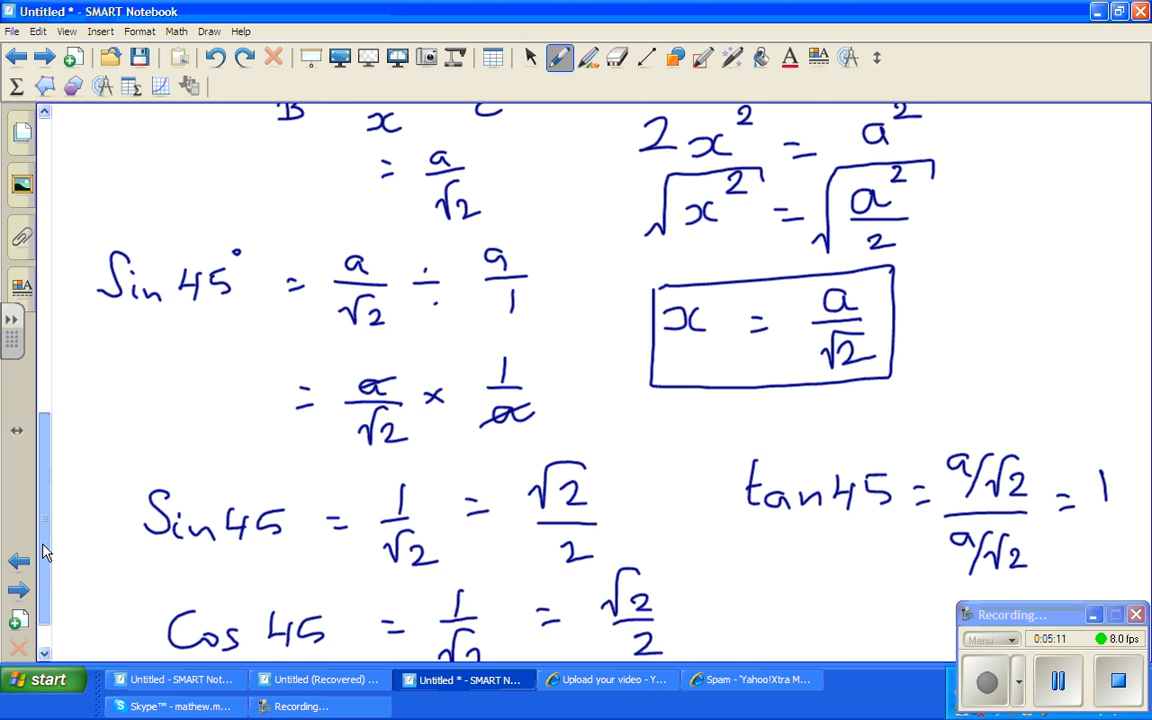 Untitled * - SMART Notebook
File Edit View Insert Format Math Draw Help
B x C
= a/√2
2x² = a²
√x² = √(a²/2)
Sin 45° = a/√2 ÷ a/1
x = a/√2
= a/√2 × 1/a
Sin 45 = 1/√2 = √2/2
tan 45 = (a/√2)/(a/√2) = 1
Cos 45 = 1/√2 = √2/2
Recording...
Menu 0:05:11 8.0 fps
start Untitled - SMART Not... Untitled (Recovered) ... Untitled * - SMART N... Upload your video - Y... Spam - 'Yahoo!Xtra M...
Skype™ - mathew.m... Recording...